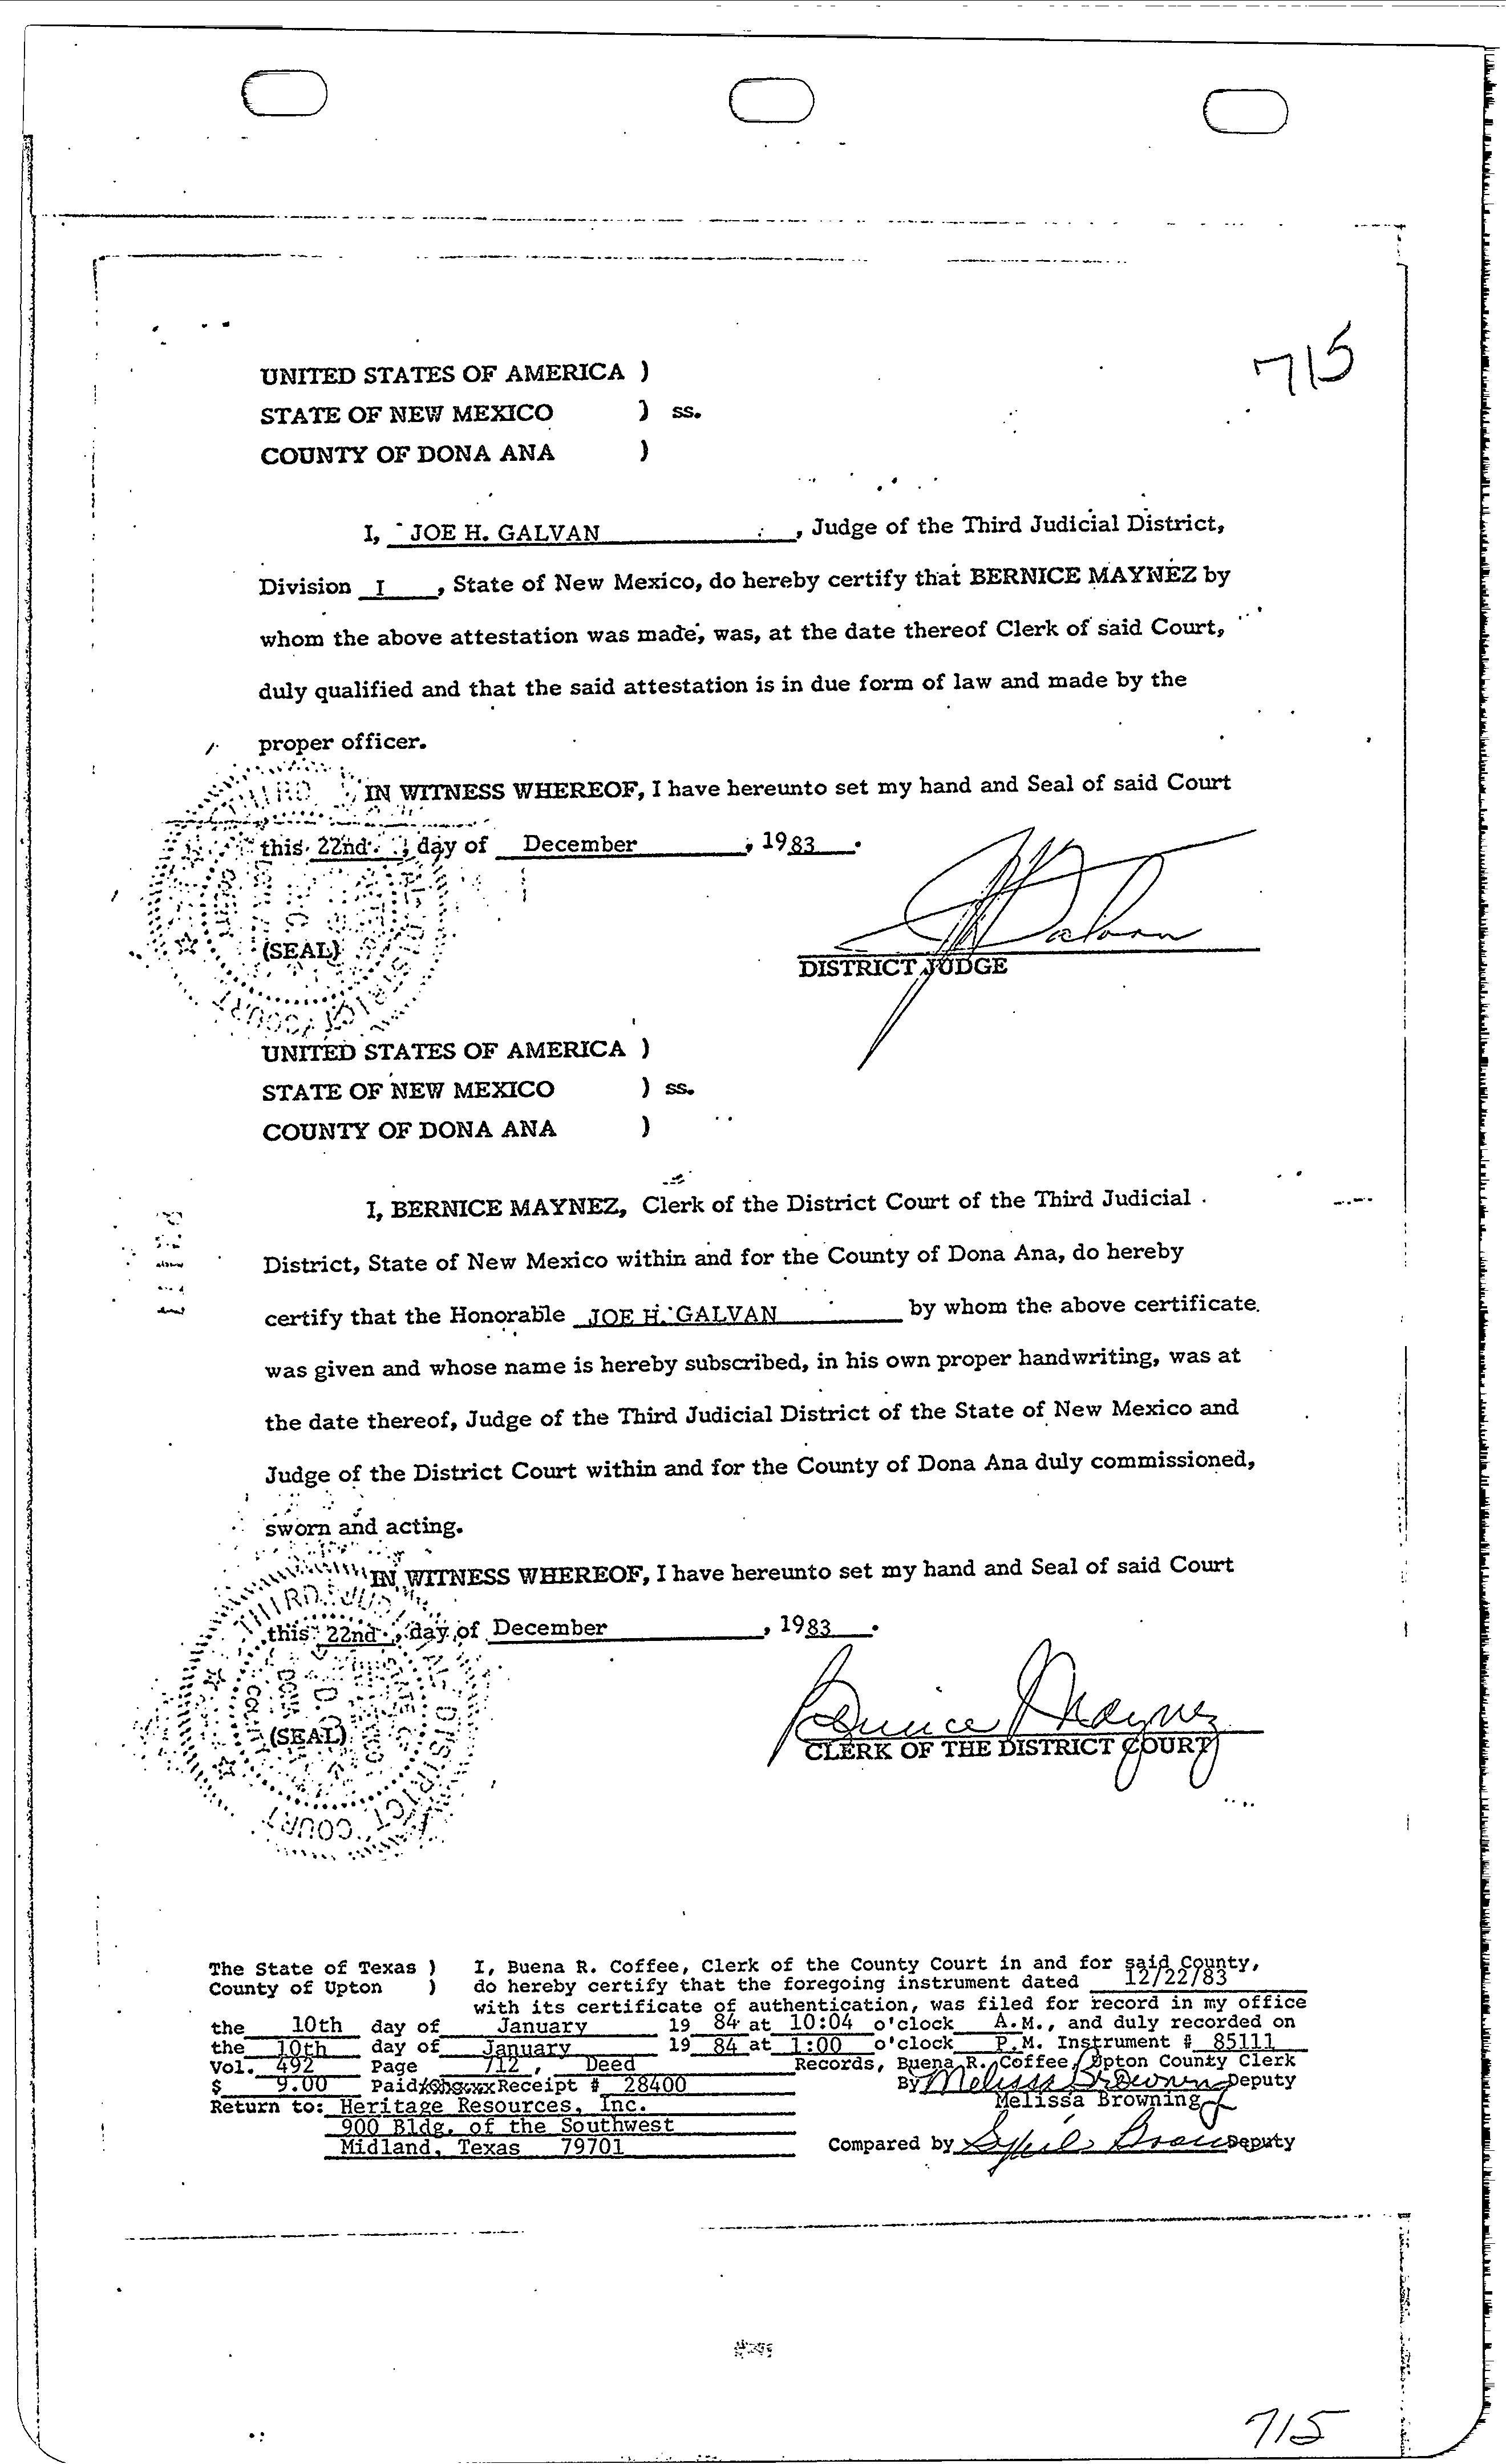 715
UNITED STATES OF AMERICA )
STATE OF NEW MEXICO ) ss.
COUNTY OF DONA ANA )
I, JOE H. GALVAN , Judge of the Third Judicial District,
Division I , State of New Mexico, do hereby certify that BERNICE MAYNEZ by
whom the above attestation was made, was, at the date thereof Clerk of said Court,
duly qualified and that the said attestation is in due form of law and made by the
proper officer.
IN WITNESS WHEREOF, I have hereunto set my hand and Seal of said Court
this 22nd , day of December , 1983 .
(SEAL)
DISTRICT JUDGE
UNITED STATES OF AMERICA )
STATE OF NEW MEXICO ) ss.
COUNTY OF DONA ANA )
I, BERNICE MAYNEZ, Clerk of the District Court of the Third Judicial
District, State of New Mexico within and for the County of Dona Ana, do hereby
certify that the Honorable JOE H. GALVAN by whom the above certificate
was given and whose name is hereby subscribed, in his own proper handwriting, was at
the date thereof, Judge of the Third Judicial District of the State of New Mexico and
Judge of the District Court within and for the County of Dona Ana duly commissioned,
sworn and acting.
IN WITNESS WHEREOF, I have hereunto set my hand and Seal of said Court
THIRD JUDICIAL DISTRICT COURT
this 22nd , day of December , 1983 .
(SEAL)
Bernice Maynez
CLERK OF THE DISTRICT COURT
The State of Texas ) I, Buena R. Coffee, Clerk of the County Court in and for said County,
County of Upton ) do hereby certify that the foregoing instrument dated 12/22/83
with its certificate of authentication, was filed for record in my office
the 10th day of January 19 84 at 10:04 o'clock A.M., and duly recorded on
the 10th day of January 19 84 at 1:00 o'clock P.M. Instrument # 85111
Vol. 492 Page 712 , Deed Records, Buena R. Coffee, Upton County Clerk
$ 9.00 Paid Receipt # 28400 By Melissa Browning Deputy
Return to: Heritage Resources, Inc. Melissa Browning
900 Bldg. of the Southwest
Midland, Texas 79701 Compared by Deputy
715